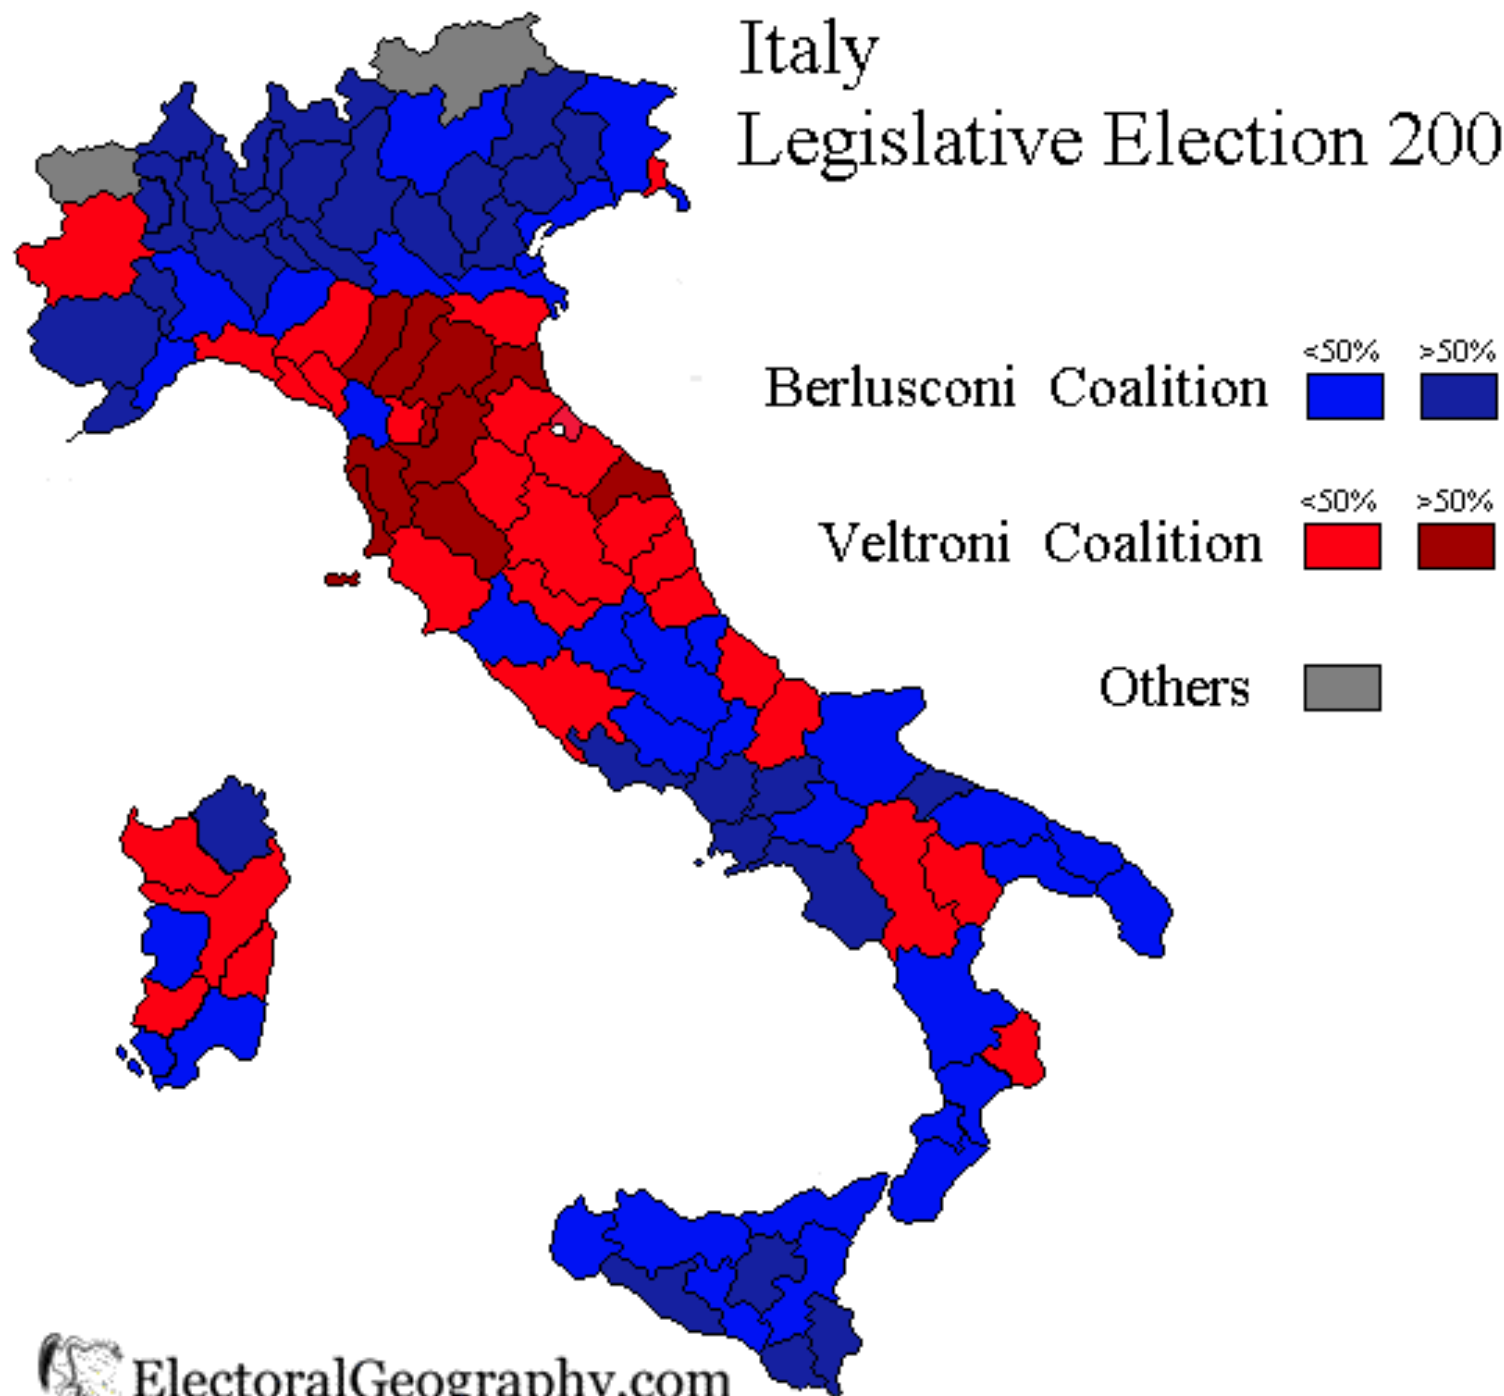 Italy
Legislative Election 200
<50% >50%
Berlusconi Coalition
<50% >50%
Veltroni Coalition
Others
ElectoralGeography.com